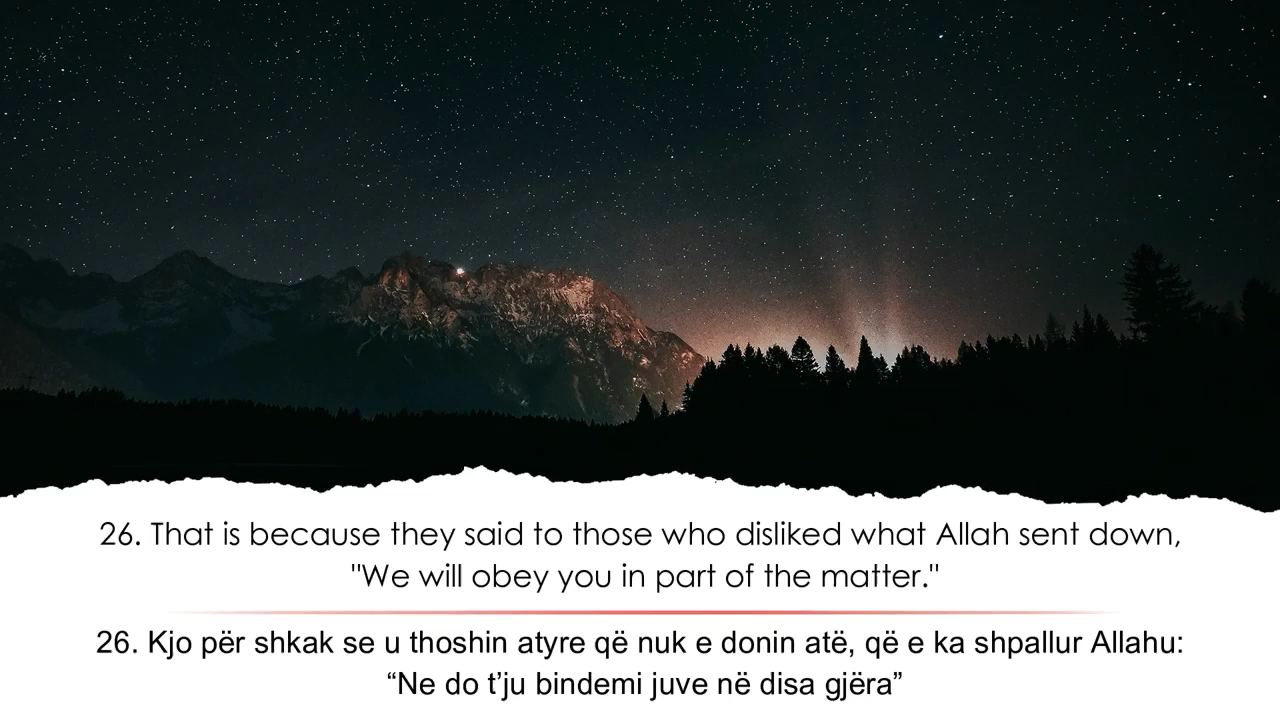 26. That is because they said to those who disliked what Allah sent down,
"We will obey you in part of the matter."
26. Kjo për shkak se u thoshin atyre që nuk e donin atë, që e ka shpallur Allahu:
“Ne do t’ju bindemi juve në disa gjëra”